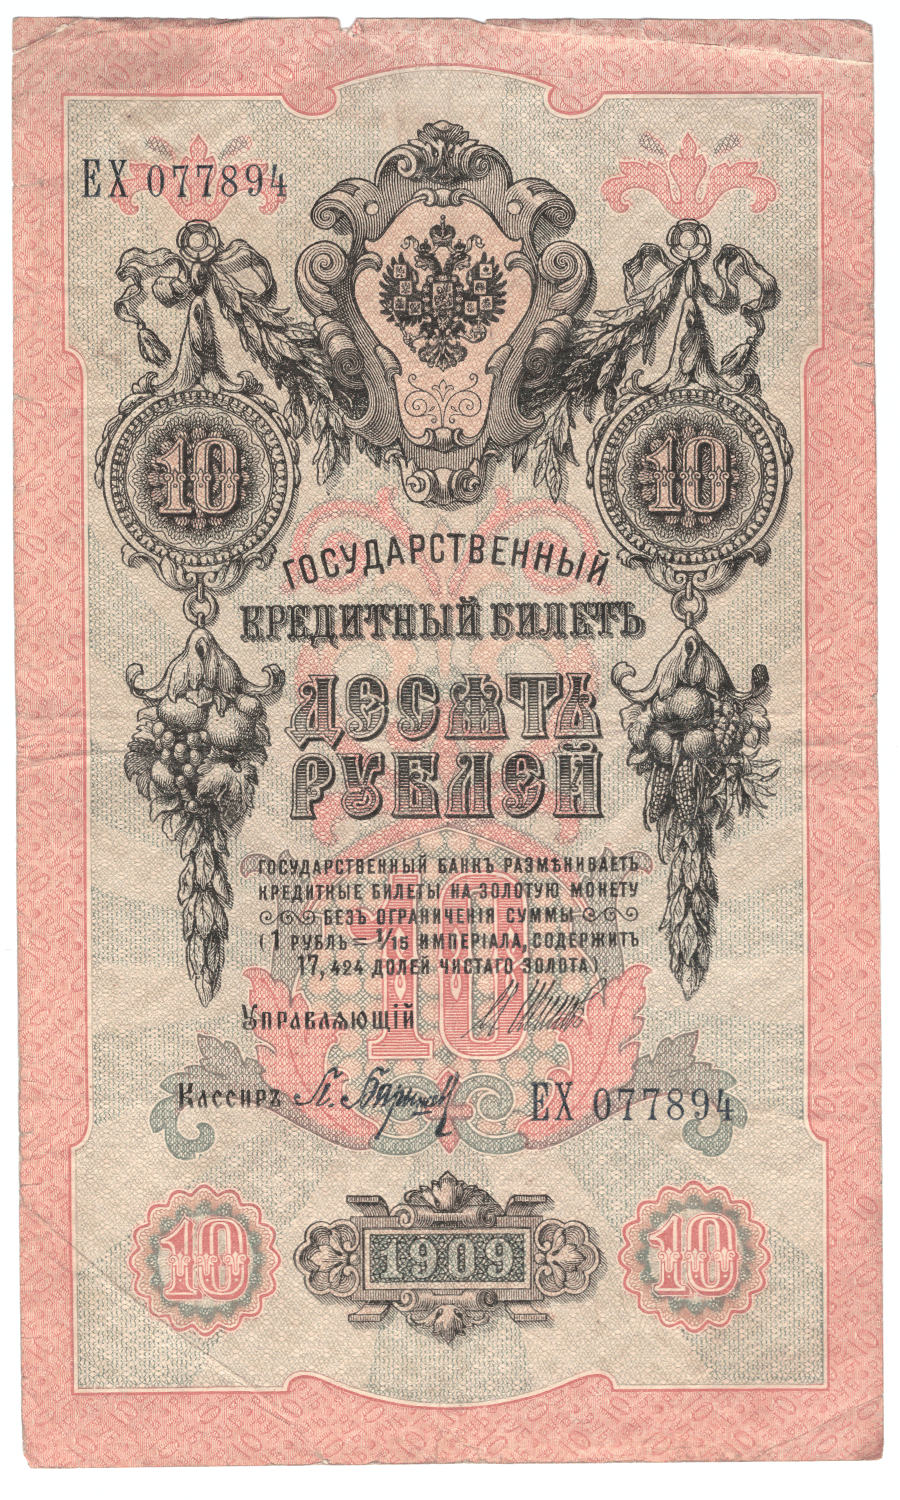 ЕХ 077894
10 10
ГОСУДАРСТВЕННЫЙ
КРЕДИТНЫЙ БИЛЕТЪ
ДЕСЯТЬ
РУБЛЕЙ
ГОСУДАРСТВЕННЫЙ БАНКЪ РАЗМѢНИВАЕТЪ
КРЕДИТНЫЕ БИЛЕТЫ НА ЗОЛОТУЮ МОНЕТУ
БЕЗЪ ОГРАНИЧЕНІЯ СУММЫ
(1 РУБЛЬ = 1/15 ИМПЕРІАЛА, СОДЕРЖИТЪ
17,424 ДОЛЕЙ ЧИСТАГО ЗОЛОТА).
10
УПРАВЛЯЮЩІЙ
КАССИРЪ
ЕХ 077894
10 1909 10